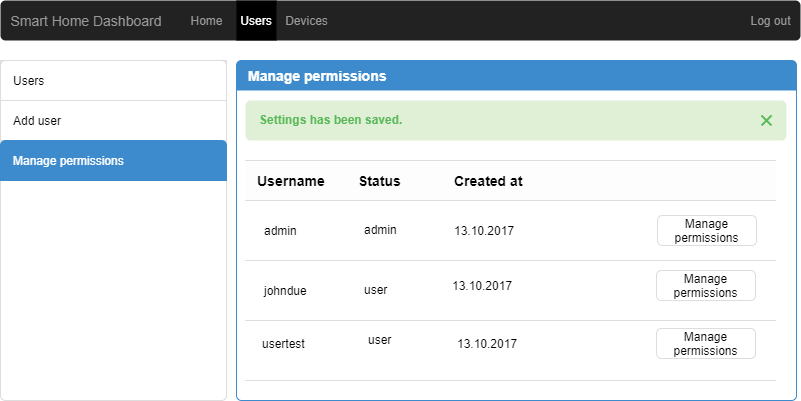 Smart Home Dashboard Home Users Devices Log out
Users
Add user
Manage permissions
Manage permissions
Settings has been saved.
Username Status Created at
admin admin 13.10.2017 Manage
permissions
johndue user 13.10.2017 Manage
permissions
usertest user 13.10.2017 Manage
permissions